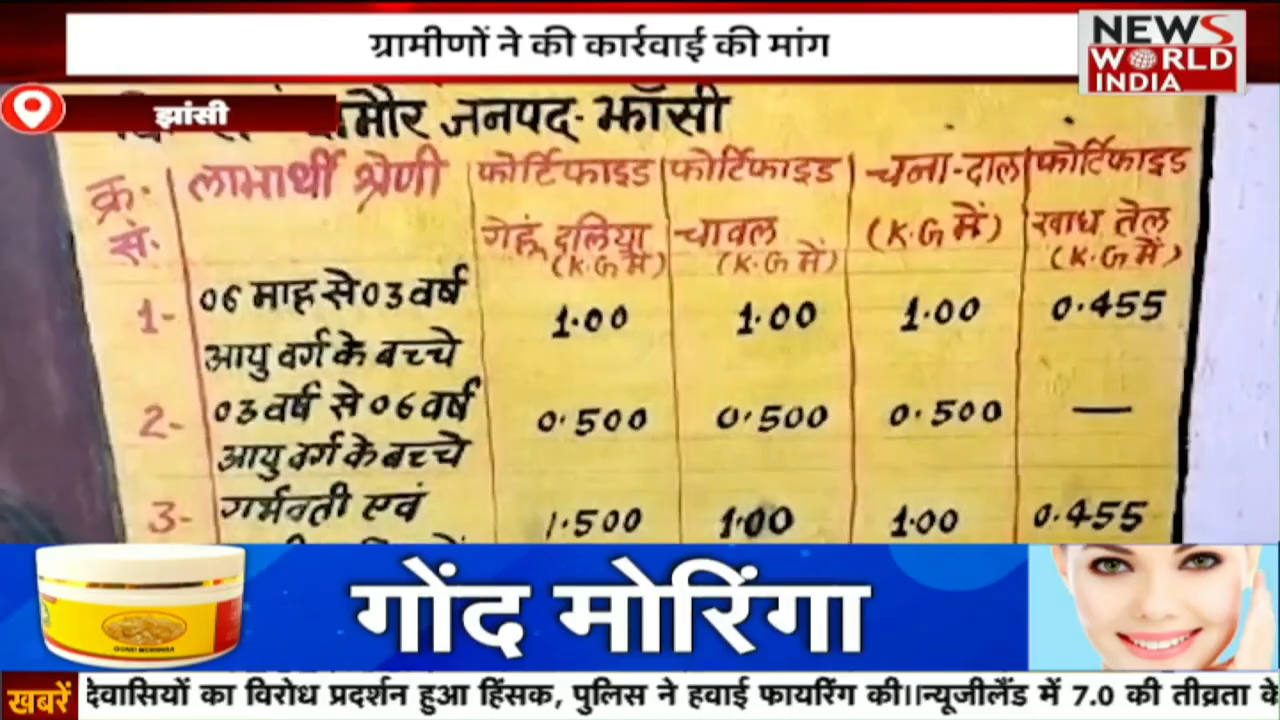 ग्रामीणों ने की कार्रवाई की मांग
NEWS
WORLD
INDIA
झांसी
जनपद-झाँसी
क्र. सं.
लाभार्थी श्रेणी
फोर्टिफाइड गेहूं दलिया (K.G में)
फोर्टिफाइड चावल (K.G में)
चना-दाल (K.G में)
फोर्टिफाइड खाध तेल (K.G में)
1- 06 माह से 03 वर्ष आयु वर्ग के बच्चे 1.00 1.00 1.00 0.455
2- 03 वर्ष से 06 वर्ष आयु वर्ग के बच्चे 0.500 0.500 0.500 —
3- गर्भवती एवं 1.500 1.00 1.00 0.455
GOND MORINGA
गोंद मोरिंगा
खबरें
देवासियों का विरोध प्रदर्शन हुआ हिंसक, पुलिस ने हवाई फायरिंग की।।न्यूजीलैंड में 7.0 की तीव्रता के